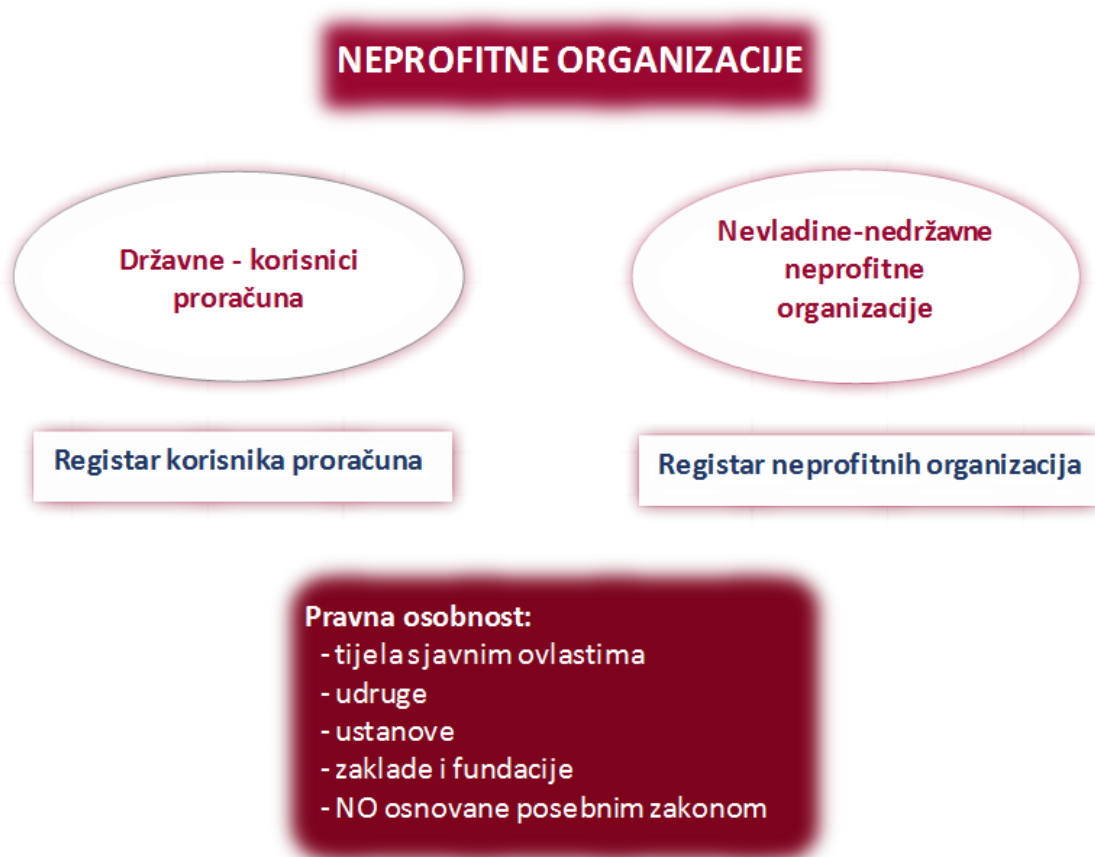 NEPROFITNE ORGANIZACIJE
Državne - korisnici
proračuna
Nevladine-nedržavne
neprofitne
organizacije
Registar korisnika proračuna
Registar neprofitnih organizacija
Pravna osobnost:
- tijela s javnim ovlastima
- udruge
- ustanove
- zaklade i fundacije
- NO osnovane posebnim zakonom